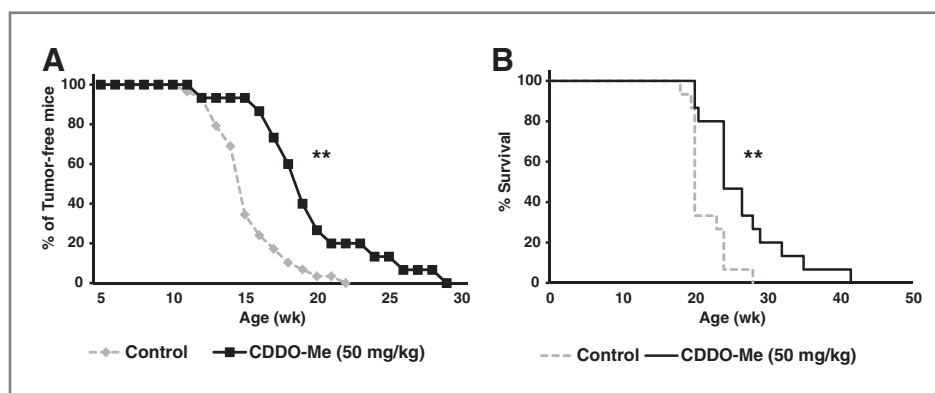 A
100
80
60
40
20
0
% of Tumor-free mice
**
5 10 15 20 25 30
Age (wk)
Control CDDO-Me (50 mg/kg)
B
100
80
60
40
20
0
% Survival
**
0 10 20 30 40 50
Age (wk)
Control CDDO-Me (50 mg/kg)